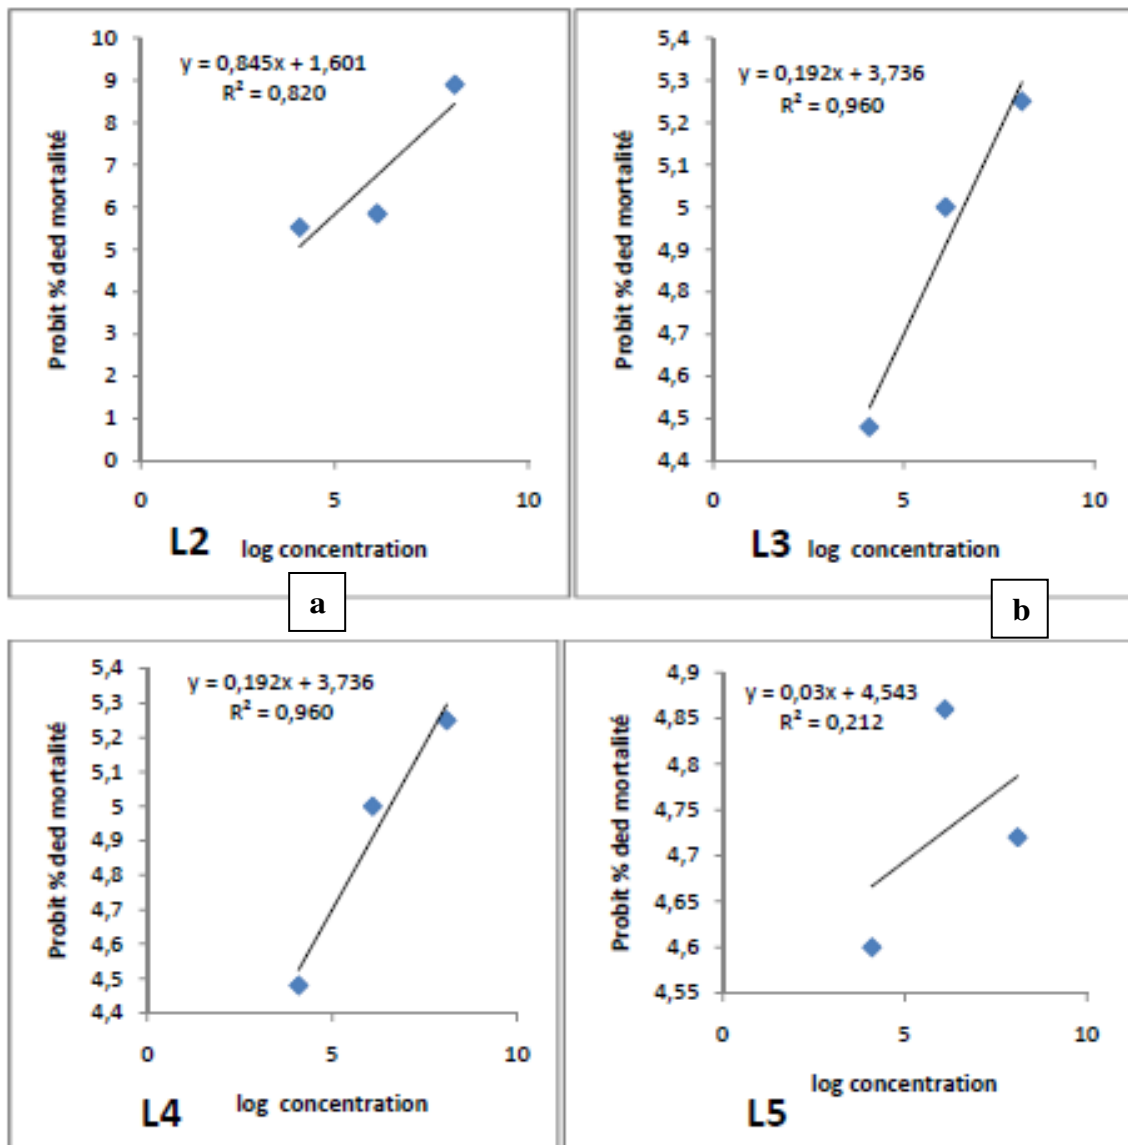 y = 0,845x + 1,601
R² = 0,820
10
9
8
7
6
5
4
3
2
1
0
Probit % ded mortalité
0 5 10
L2 log concentration
a
y = 0,192x + 3,736
R² = 0,960
5,4
5,3
5,2
5,1
5
4,9
4,8
4,7
4,6
4,5
4,4
Probit % ded mortalité
0 5 10
L3 log concentration
b
y = 0,192x + 3,736
R² = 0,960
5,4
5,3
5,2
5,1
5
4,9
4,8
4,7
4,6
4,5
4,4
Probit % ded mortalité
0 5 10
L4 log concentration
y = 0,03x + 4,543
R² = 0,212
4,9
4,85
4,8
4,75
4,7
4,65
4,6
4,55
Probit % ded mortalité
0 5 10
log concentration
L5